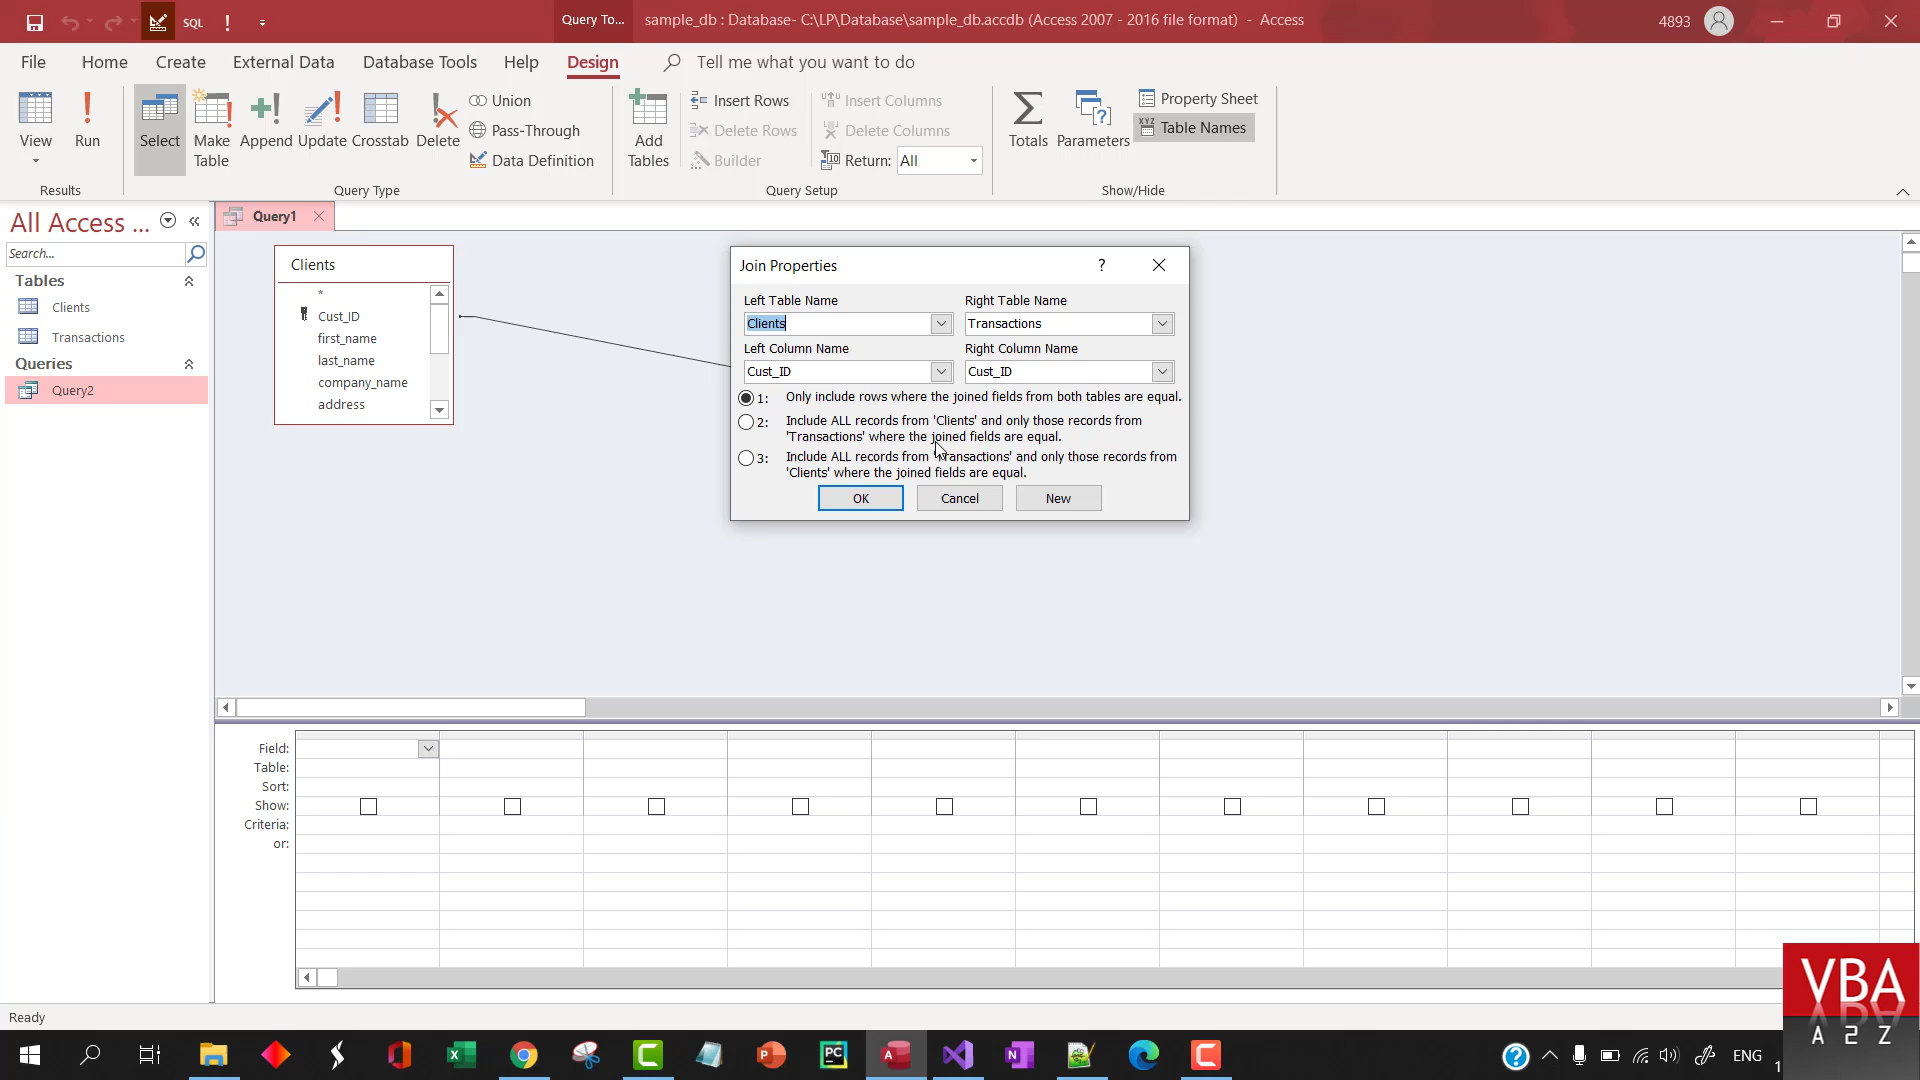 SQL
Query To...
sample_db : Database- C:\LP\Database\sample_db.accdb (Access 2007 - 2016 file format) - Access
4893
File
Home
Create
External Data
Database Tools
Help
Design
Tell me what you want to do
View
Run
Select
Make
Table
Append
Update
Crosstab
Delete
Union
Pass-Through
Data Definition
Add
Tables
Insert Rows
Delete Rows
Builder
Insert Columns
Delete Columns
Return: All
Totals
Parameters
Property Sheet
Table Names
Results
Query Type
Query Setup
Show/Hide
All Access ...
Search...
Tables
Clients
Transactions
Queries
Query2
Query1
Clients
*
Cust_ID
first_name
last_name
company_name
address
Join Properties
?
Left Table Name
Right Table Name
Clients
Transactions
Left Column Name
Right Column Name
Cust_ID
Cust_ID
1: Only include rows where the joined fields from both tables are equal.
2: Include ALL records from 'Clients' and only those records from
'Transactions' where the joined fields are equal.
3: Include ALL records from 'Transactions' and only those records from
'Clients' where the joined fields are equal.
OK
Cancel
New
Field:
Table:
Sort:
Show:
Criteria:
or:
Ready
VBA
A 2 Z
ENG
1